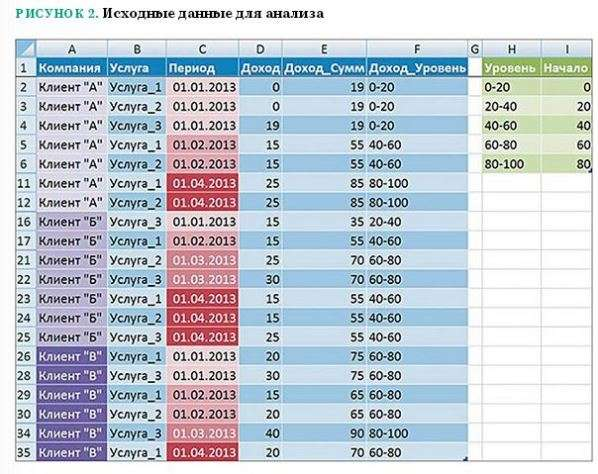 РИСУНОК 2. Исходные данные для анализа
A B C D E F G H I
1 Компания Услуга Период Доход Доход_Сумм Доход_Уровень Уровень Начало
2 Клиент "А" Услуга_1 01.01.2013 0 19 0-20 0-20 0
3 Клиент "А" Услуга_2 01.01.2013 0 19 0-20 20-40 20
4 Клиент "А" Услуга_3 01.01.2013 19 19 0-20 40-60 40
5 Клиент "А" Услуга_1 01.02.2013 15 55 40-60 60-80 60
6 Клиент "А" Услуга_2 01.02.2013 15 55 40-60 80-100 80
11 Клиент "А" Услуга_1 01.04.2013 25 85 80-100
12 Клиент "А" Услуга_2 01.04.2013 25 85 80-100
16 Клиент "Б" Услуга_3 01.01.2013 15 35 20-40
17 Клиент "Б" Услуга_1 01.02.2013 15 55 40-60
21 Клиент "Б" Услуга_2 01.03.2013 25 70 60-80
22 Клиент "Б" Услуга_3 01.03.2013 30 70 60-80
23 Клиент "Б" Услуга_1 01.04.2013 15 55 40-60
24 Клиент "Б" Услуга_2 01.04.2013 15 55 40-60
25 Клиент "Б" Услуга_3 01.04.2013 25 55 40-60
26 Клиент "В" Услуга_1 01.01.2013 20 75 60-80
28 Клиент "В" Услуга_3 01.01.2013 30 75 60-80
29 Клиент "В" Услуга_1 01.02.2013 15 65 60-80
30 Клиент "В" Услуга_2 01.02.2013 20 65 60-80
34 Клиент "В" Услуга_3 01.03.2013 40 90 80-100
35 Клиент "В" Услуга_1 01.04.2013 20 70 60-80